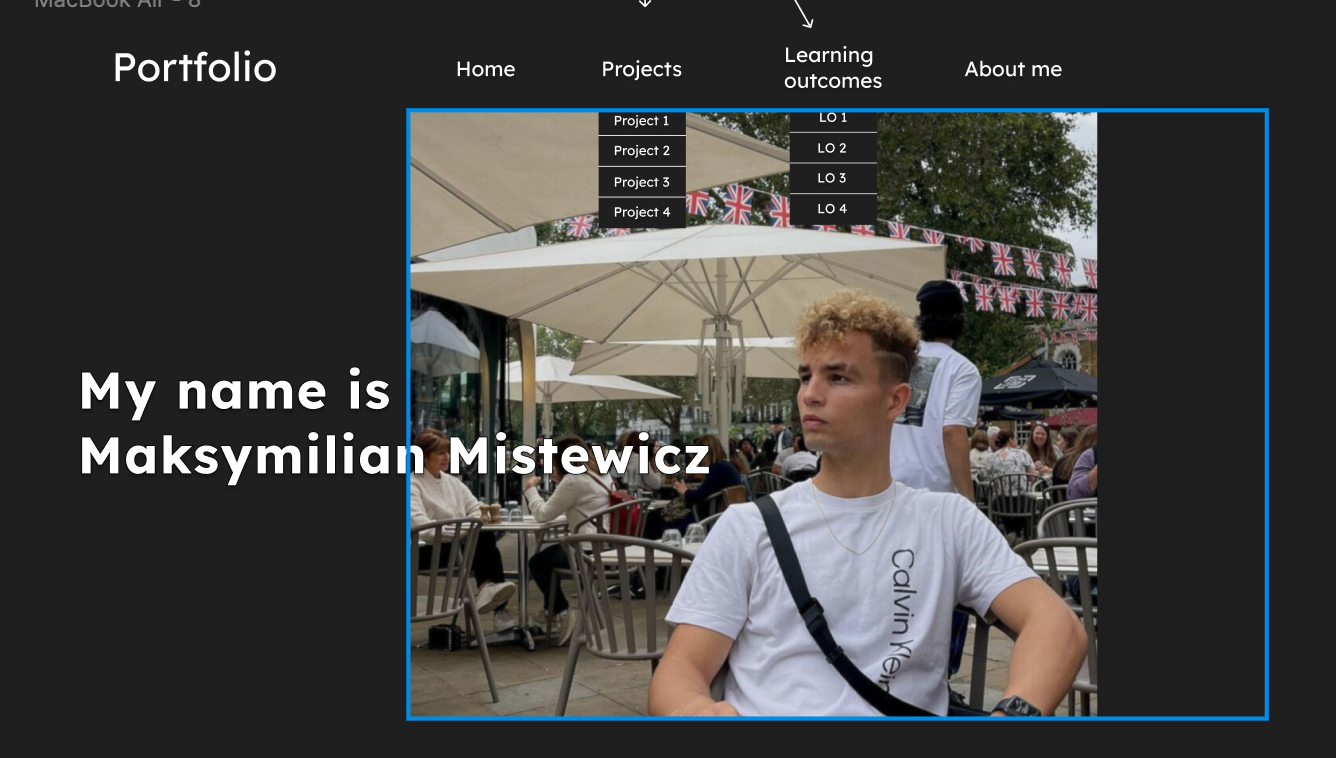 MacBook Air - 8
Portfolio
Home
Projects
Learning
outcomes
About me
Project 1
Project 2
Project 3
Project 4
LO 1
LO 2
LO 3
LO 4
My name is
Maksymilian Mistewicz
Calvin Klein